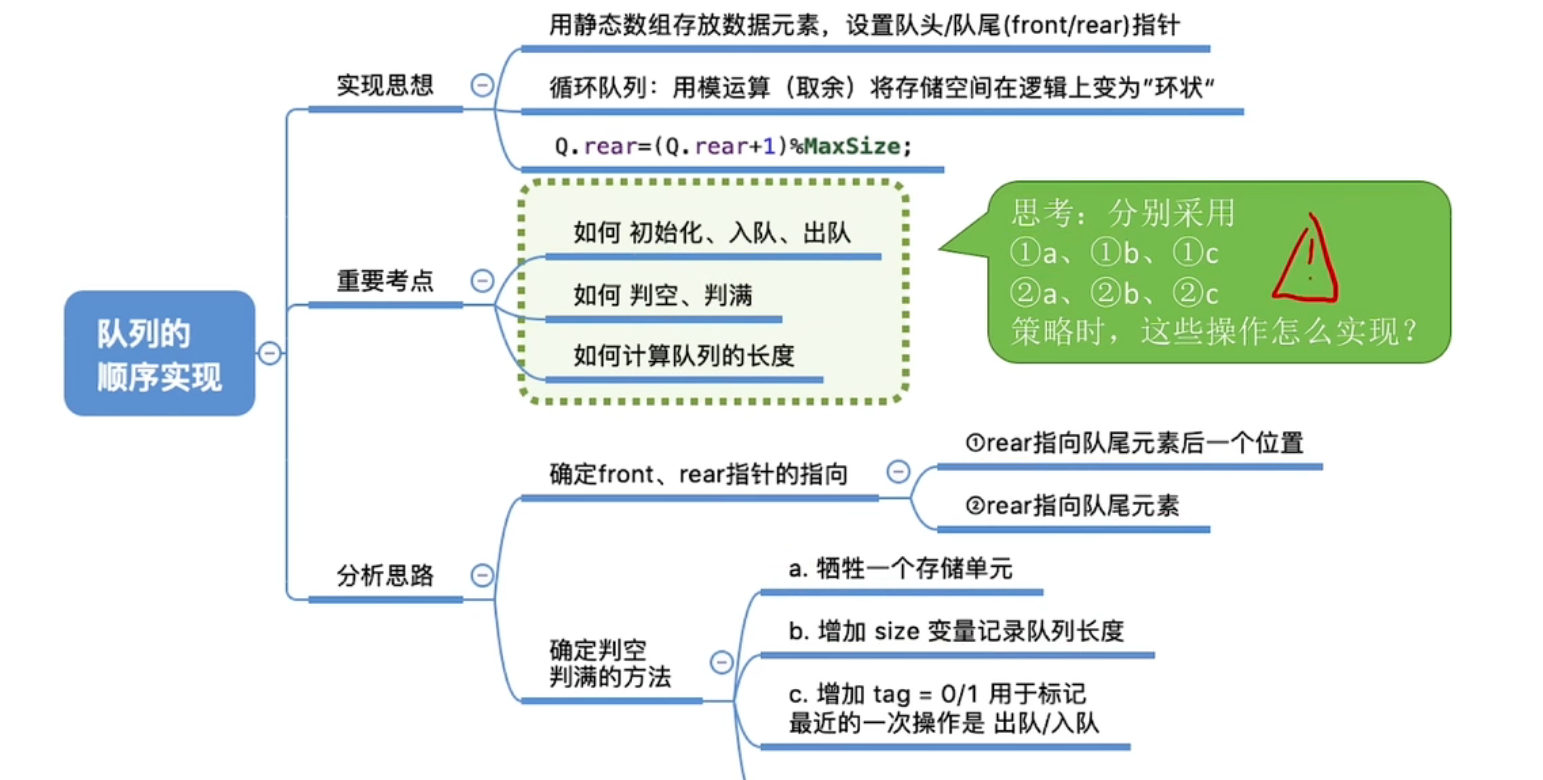 用静态数组存放数据元素，设置队头/队尾(front/rear)指针
实现思想
循环队列：用模运算（取余）将存储空间在逻辑上变为”环状“
Q.rear=(Q.rear+1)%MaxSize;
队列的
顺序实现
重要考点
如何 初始化、入队、出队
如何 判空、判满
如何计算队列的长度
思考：分别采用
①a、①b、①c
②a、②b、②c
策略时，这些操作怎么实现？
!
分析思路
确定front、rear指针的指向
①rear指向队尾元素后一个位置
②rear指向队尾元素
确定判空
判满的方法
a. 牺牲一个存储单元
b. 增加 size 变量记录队列长度
c. 增加 tag = 0/1 用于标记
最近的一次操作是 出队/入队